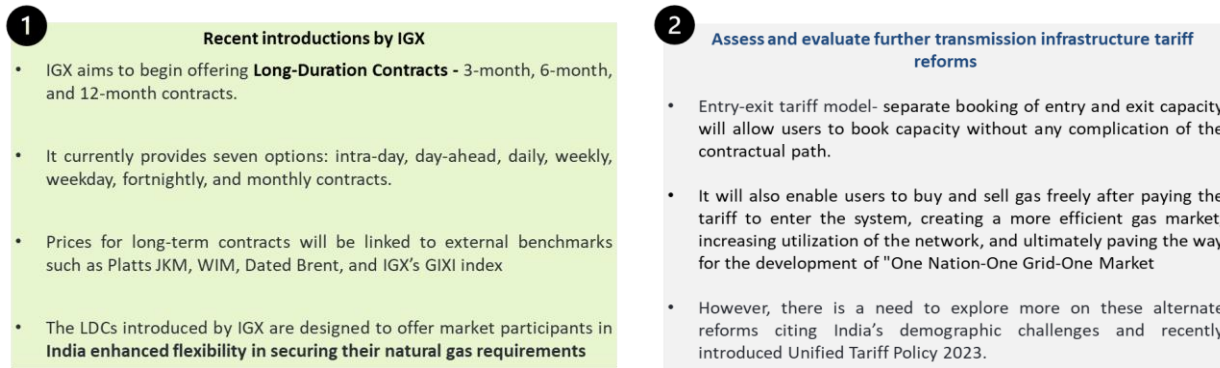 1
Recent introductions by IGX
• IGX aims to begin offering Long-Duration Contracts - 3-month, 6-month,
and 12-month contracts.
• It currently provides seven options: intra-day, day-ahead, daily, weekly,
weekday, fortnightly, and monthly contracts.
• Prices for long-term contracts will be linked to external benchmarks
such as Platts JKM, WIM, Dated Brent, and IGX’s GIXI index
• The LDCs introduced by IGX are designed to offer market participants in
India enhanced flexibility in securing their natural gas requirements
2
Assess and evaluate further transmission infrastructure tariff
reforms
• Entry-exit tariff model- separate booking of entry and exit capacity
will allow users to book capacity without any complication of the
contractual path.
• It will also enable users to buy and sell gas freely after paying the
tariff to enter the system, creating a more efficient gas market
increasing utilization of the network, and ultimately paving the way
for the development of "One Nation-One Grid-One Market
• However, there is a need to explore more on these alternate
reforms citing India’s demographic challenges and recently
introduced Unified Tariff Policy 2023.